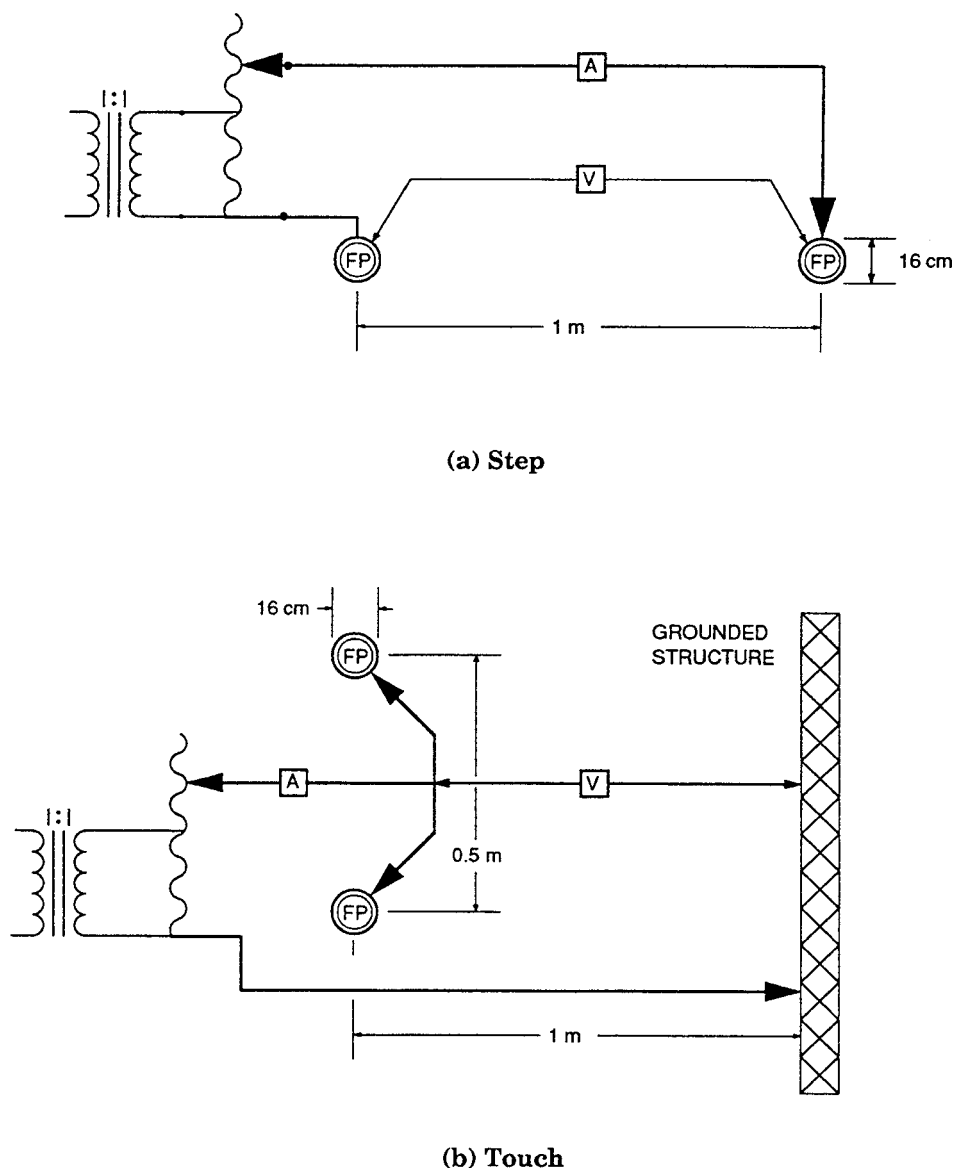 A
|:|
V
FP
FP
16 cm
1 m
(a) Step
16 cm
FP
GROUNDED
STRUCTURE
A
V
|:|
0.5 m
FP
1 m
(b) Touch